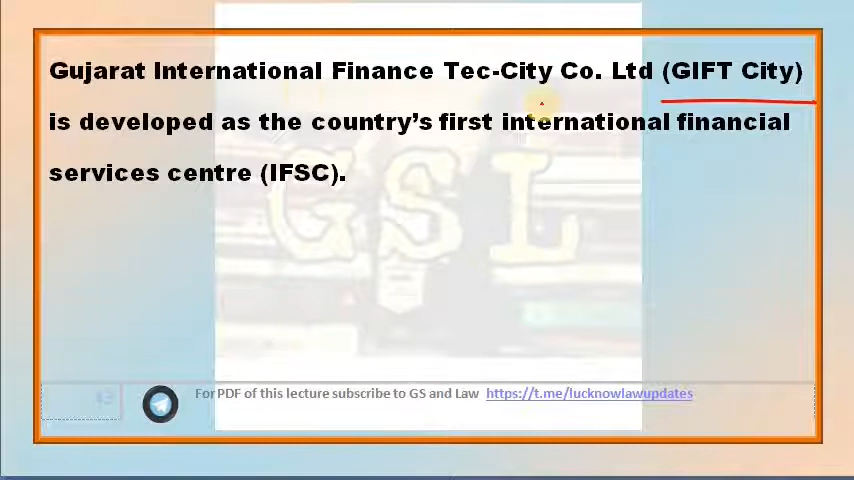 Gujarat International Finance Tec-City Co. Ltd (GIFT City)
is developed as the country's first international financial
services centre (IFSC).
GSL
For PDF of this lecture subscribe to GS and Law https://t.me/lucknowlawupdates